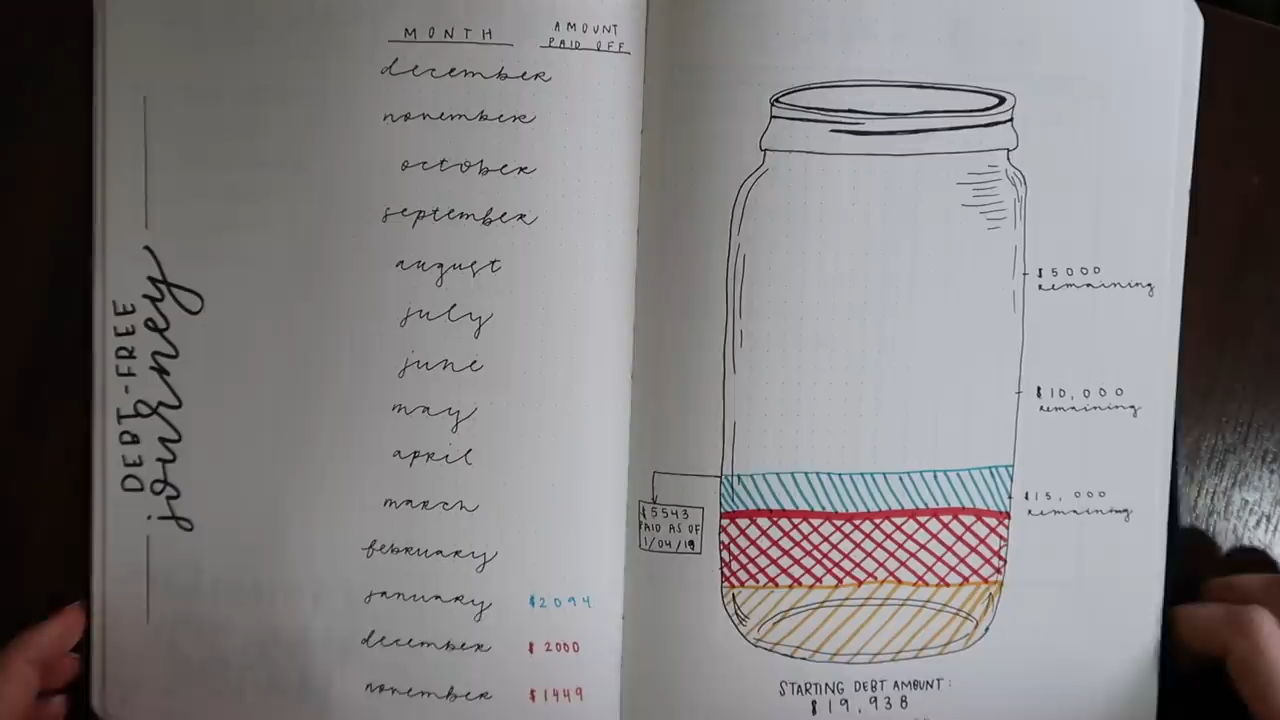 DEBT-FREE
journey
MONTH AMOUNT PAID OFF
december
november
october
september
august
july
june
may
april
march
february
january $2094
december $2000
november $1449
$5000
remaining
$10,000
remaining
$15,000
remaining
$5543
PAID AS OF
1/04/19
STARTING DEBT AMOUNT:
$19,938